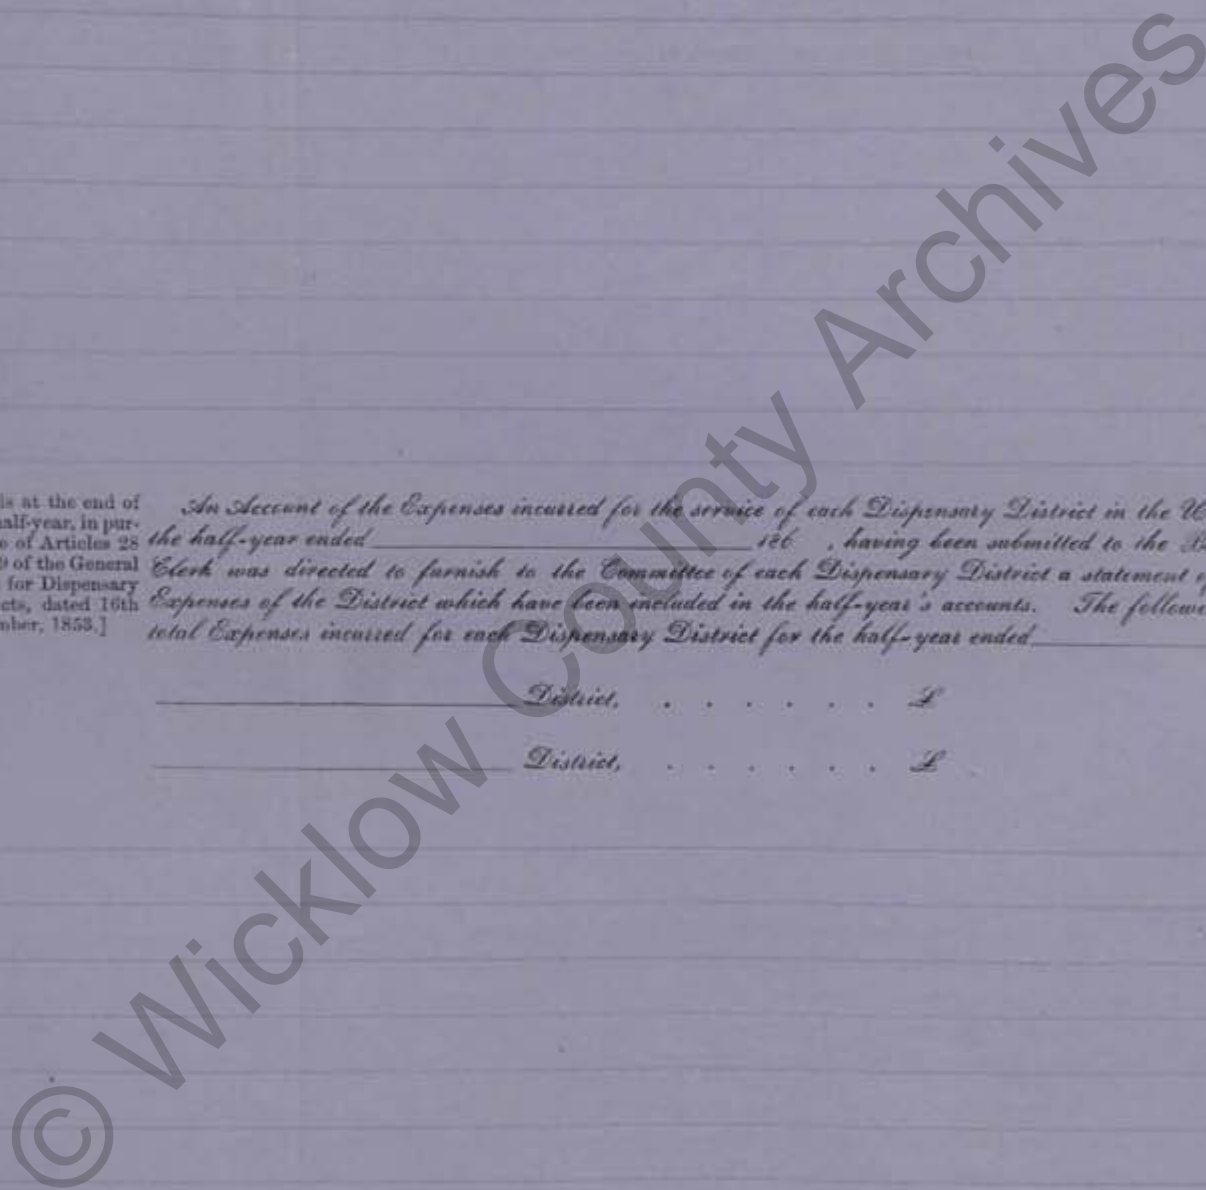 ls at the end of
half-year, in pur-
e of Articles 28
9 of the General
for Dispensary
cts, dated 16th
mber, 1853.]
An Account of the Expenses incurred for the service of each Dispensary District in the U
the half-year ended 186 , having been submitted to the B
Clerk was directed to furnish to the Committee of each Dispensary District a statement o
Expenses of the District which have been included in the half-year's accounts. The follow
total Expenses incurred for each Dispensary District for the half-year ended
District, . . . . . . £
District, . . . . . . £
© Wicklow County Archives